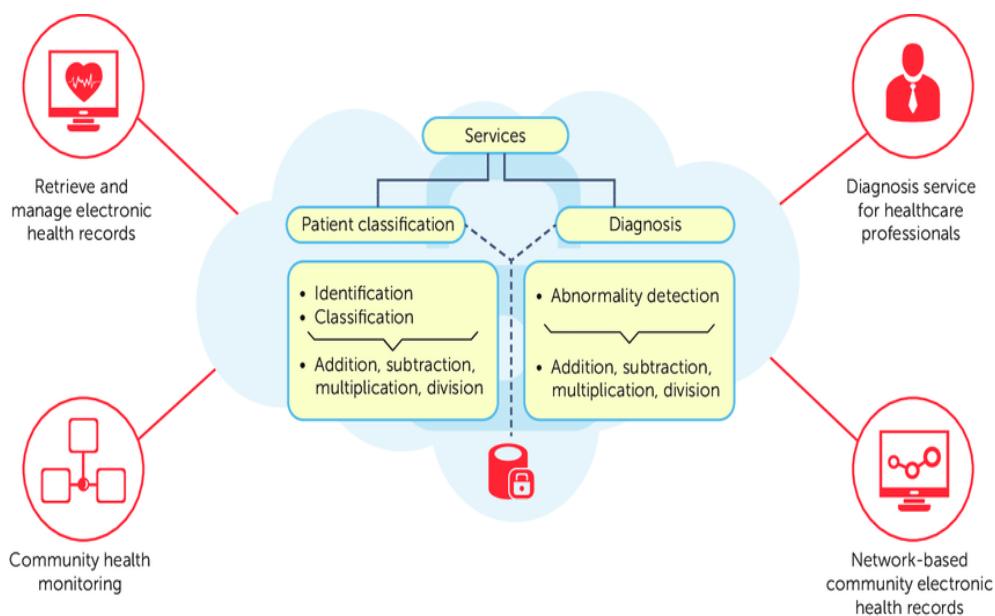 Services
Patient classification
Diagnosis
• Identification
• Classification
• Addition, subtraction,
multiplication, division
• Abnormality detection
• Addition, subtraction,
multiplication, division
Retrieve and
manage electronic
health records
Diagnosis service
for healthcare
professionals
Community health
monitoring
Network-based
community electronic
health records